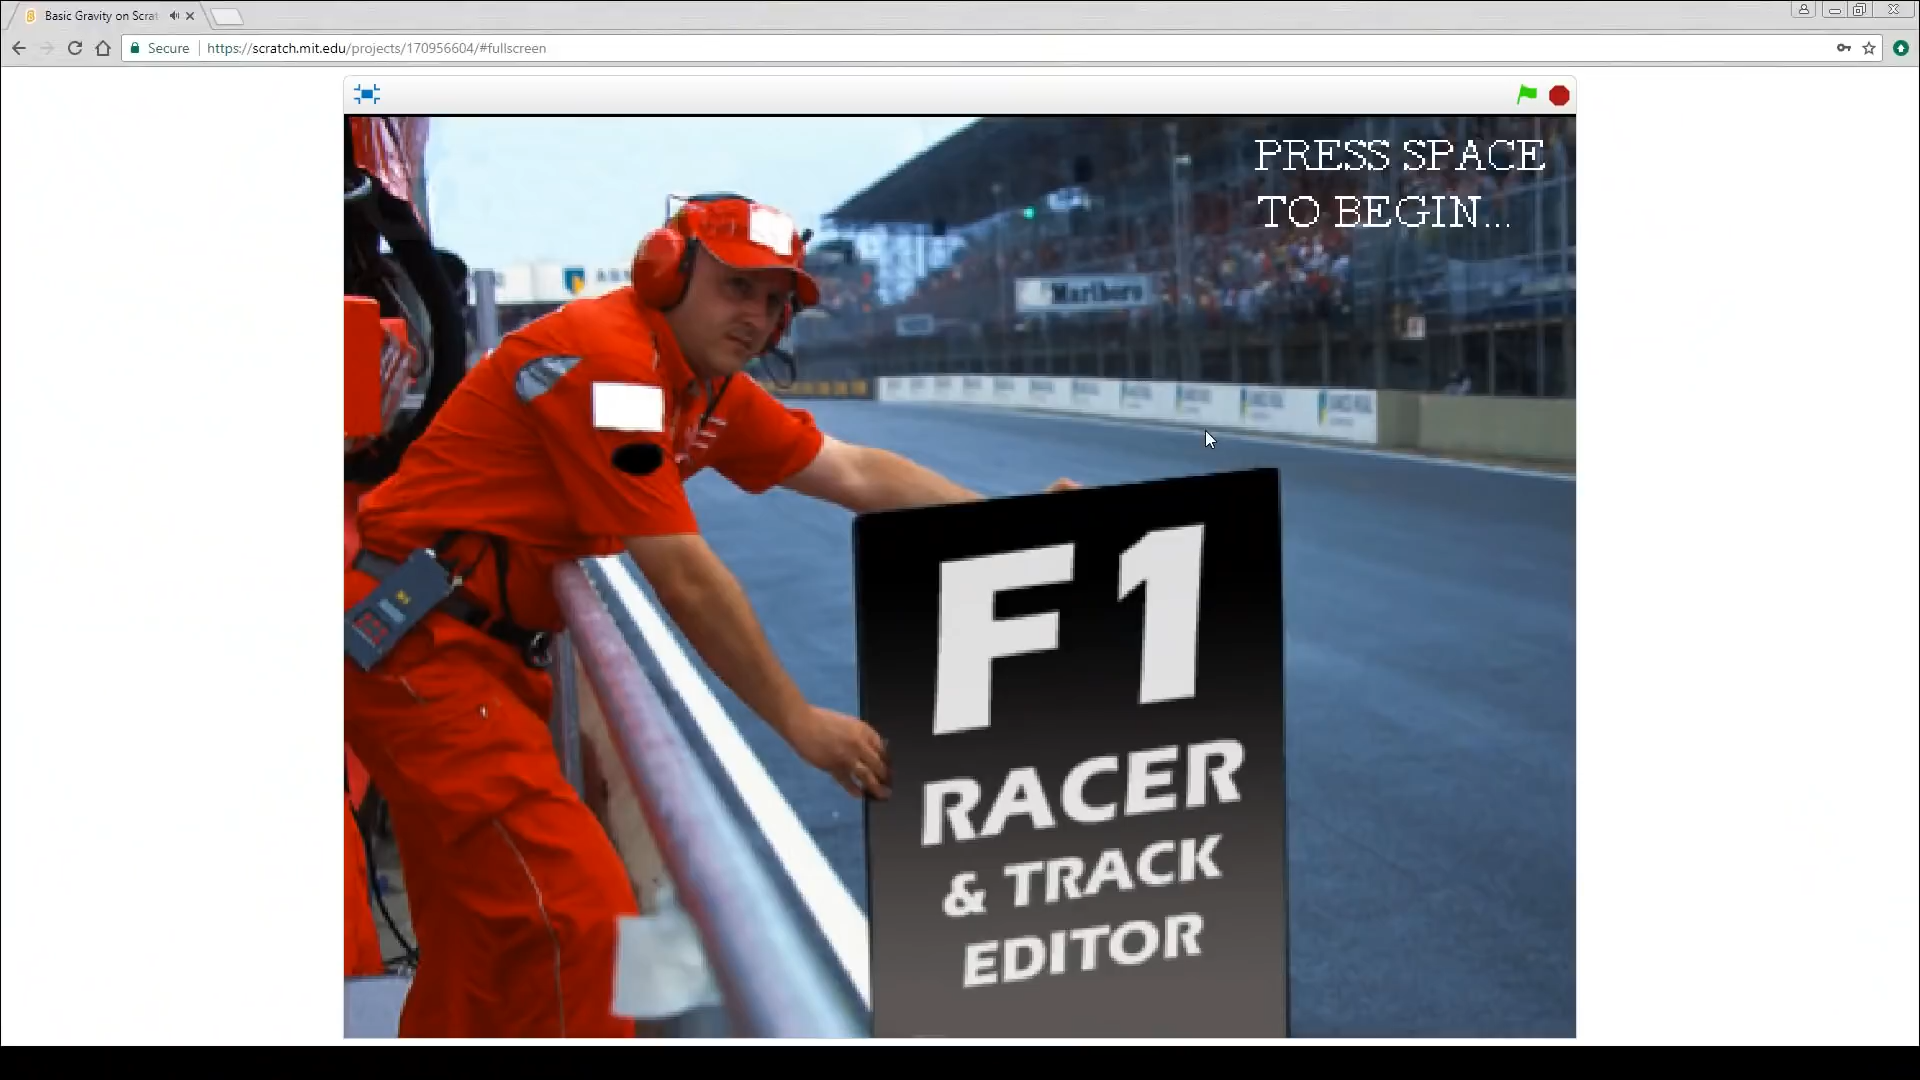 Basic Gravity on Scrat
Secure
https://scratch.mit.edu/projects/170956604/#fullscreen
PRESS SPACE
TO BEGIN...
Marlboro
F1
RACER
& TRACK
EDITOR